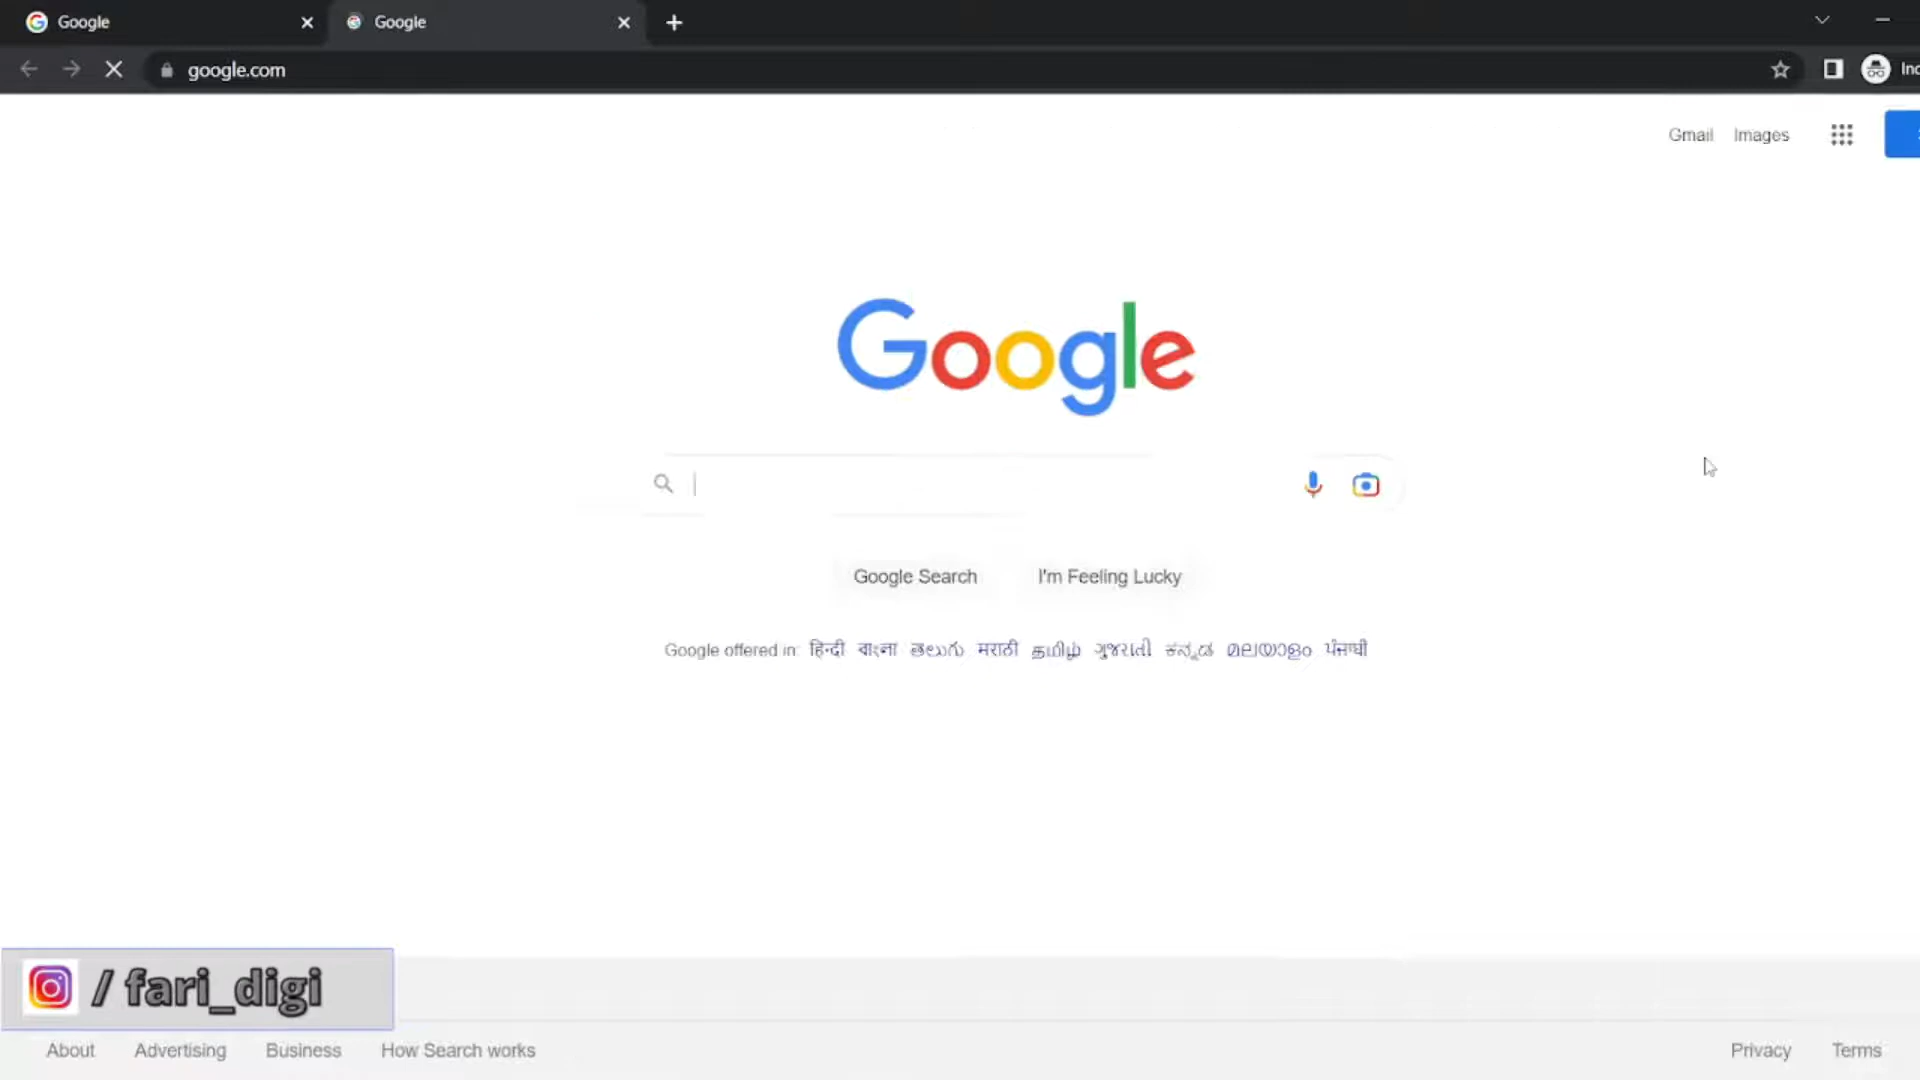 Google
Google
google.com
Inc
Gmail Images
Google
Google Search
I'm Feeling Lucky
Google offered in: हिन्दी বাংলা తెలుగు मराठी தமிழ் ગુજરાતી ಕನ್ನಡ മലയാളം ਪੰਜਾਬੀ
/ fari_digi
About Advertising Business How Search works
Privacy Terms